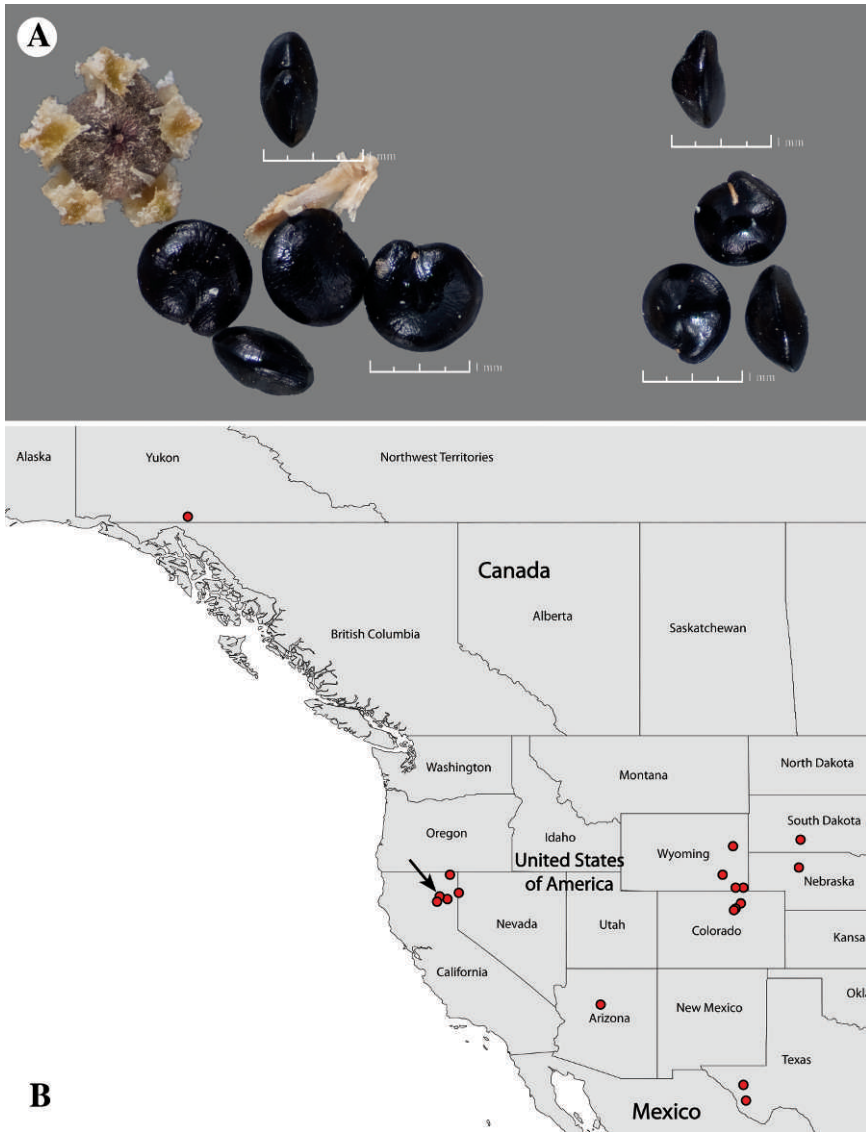 A
1 mm
1 mm
1 mm
1 mm
Alaska
Yukon
Northwest Territories
Canada
British Columbia
Alberta
Saskatchewan
Washington
Montana
North Dakota
Oregon
Idaho
Wyoming
South Dakota
United States
of America
Nebraska
Nevada
Utah
Colorado
Kansa
California
Arizona
New Mexico
Okla
Texas
Mexico
B